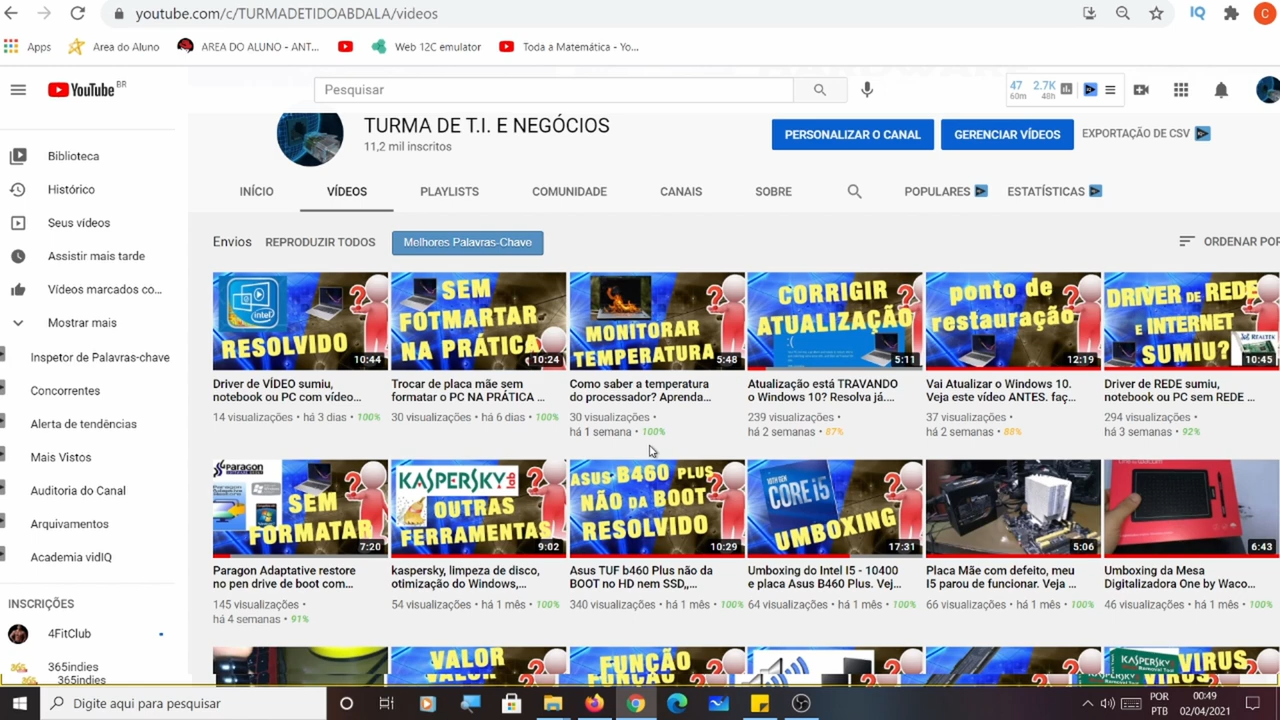 youtube.com/c/TURMADETIDOABDALA/videos
C
Apps
Area do Aluno
AREA DO ALUNO - ANT...
Web 12C emulator
Toda a Matemática - Yo...
YouTube BR
Pesquisar
47 60m
2.7K 48h
TURMA DE T.I. E NEGÓCIOS
11,2 mil inscritos
PERSONALIZAR O CANAL
GERENCIAR VÍDEOS
EXPORTAÇÃO DE CSV
INÍCIO
VÍDEOS
PLAYLISTS
COMUNIDADE
CANAIS
SOBRE
POPULARES
ESTATÍSTICAS
Biblioteca
Histórico
Seus vídeos
Assistir mais tarde
Vídeos marcados co...
Mostrar mais
Inspetor de Palavras-chave
Concorrentes
Alerta de tendências
Mais Vistos
Auditoria do Canal
Arquivamentos
Academia vidIQ
INSCRIÇÕES
4FitClub
365indies
365indies
Envios
REPRODUZIR TODOS
Melhores Palavras-Chave
ORDENAR POR
intel
RESOLVIDO
10:44
Driver de VÍDEO sumiu,
notebook ou PC com vídeo...
14 visualizações • há 3 dias • 100%
SEM
FOTMARTAR
NA PRÁTICA
10:24
Trocar de placa mãe sem
formatar o PC NA PRÁTICA ...
30 visualizações • há 6 dias • 100%
MONITORAR
TEMPERATURA
5:48
Como saber a temperatura
do processador? Aprenda...
30 visualizações •
há 1 semana • 100%
CORRIGIR
ATUALIZAÇÃO
5:11
Atualização está TRAVANDO
o Windows 10? Resolva já....
239 visualizações •
há 2 semanas • 87%
ponto de
restauração
12:19
Vai Atualizar o Windows 10.
Veja este vídeo ANTES. faç...
37 visualizações •
há 2 semanas • 88%
DRIVER DE REDE
E INTERNET
SUMIU?
REALTEK
10:45
Driver de REDE sumiu,
notebook ou PC sem REDE ...
294 visualizações •
há 3 semanas • 92%
PARAGON
SEM
FORMATAR
7:20
Paragon Adaptative restore
no pen drive de boot com...
145 visualizações •
há 4 semanas • 91%
KASPERSKY lab
OUTRAS
FERRAMENTAS
9:02
kaspersky, limpeza de disco,
otimização do Windows,...
54 visualizações • há 1 mês • 100%
ASUS B460 PLUS
NÃO DA BOOT
RESOLVIDO
10:29
Asus TUF b460 Plus não da
BOOT no HD nem SSD,,..
340 visualizações • há 1 mês • 100%
CORE i5
UMBOXING
17:31
Umboxing do Intel I5 - 10400
e placa Asus B460 Plus. Vej...
64 visualizações • há 1 mês • 100%
5:06
Placa Mãe com defeito, meu
I5 parou de funcionar. Veja ...
66 visualizações • há 1 mês • 100%
6:43
Umboxing da Mesa
Digitalizadora One by Waco...
46 visualizações • há 1 mês • 100%
VALOR
FUNÇÃO
KASPERSKY
VIRUS
Digite aqui para pesquisar
POR
PTB
00:49
02/04/2021